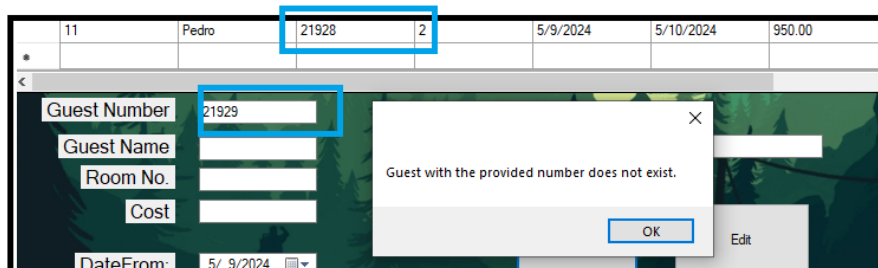 11 Pedro 21928 2 5/9/2024 5/10/2024 950.00
Guest Number 21929
Guest Name
Guest with the provided number does not exist.
Room No.
Cost
OK
Edit
DateFrom: 5/ 9/2024